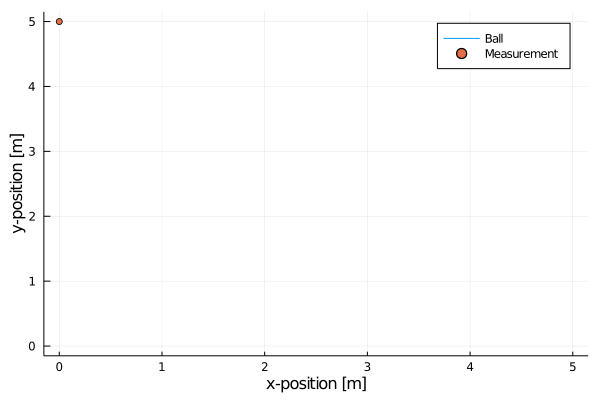 5
Ball
Measurement
4
3
2
1
0
y-position [m]
0 1 2 3 4 5
x-position [m]